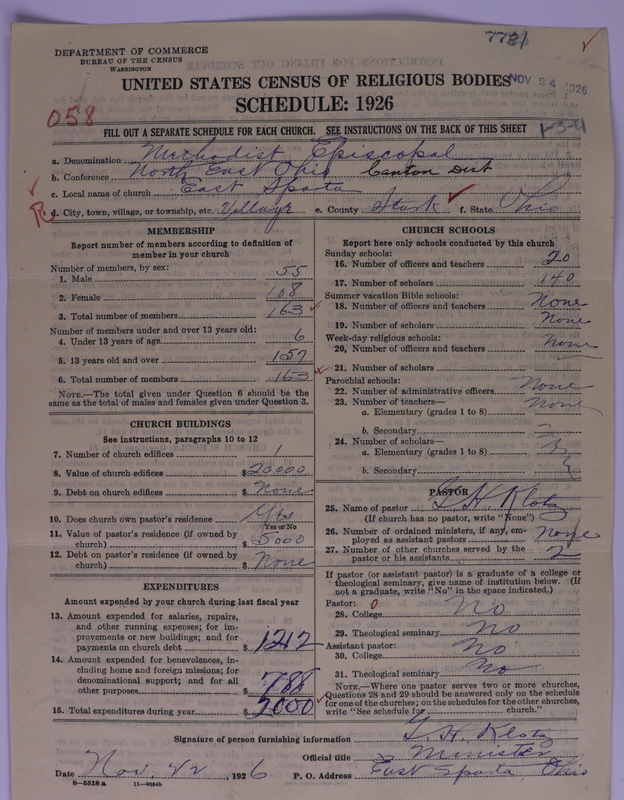 7731
DEPARTMENT OF COMMERCE
BUREAU OF THE CENSUS
WASHINGTON
UNITED STATES CENSUS OF RELIGIOUS BODIES
NOV 24 1926
SCHEDULE: 1926
058
1-3-4
FILL OUT A SEPARATE SCHEDULE FOR EACH CHURCH. SEE INSTRUCTIONS ON THE BACK OF THIS SHEET
a. Denomination Methodist Episcopal
b. Conference North East Ohio Canton Dist
c. Local name of church East Sparta
d. City, town, village, or township, etc. Village e. County Stark f. State Ohio
MEMBERSHIP
Report number of members according to definition of
member in your church
Number of members, by sex:
1. Male 55
2. Female 108
3. Total number of members 163
Number of members under and over 13 years old:
4. Under 13 years of age 6
5. 13 years old and over 157
6. Total number of members 163
NOTE.—The total given under Question 6 should be the
same as the total of males and females given under Question 3.
CHURCH BUILDINGS
See instructions, paragraphs 10 to 12
7. Number of church edifices 1
8. Value of church edifices $20000
9. Debt on church edifices $None
10. Does church own pastor's residence Yes
Yes or No
11. Value of pastor's residence (if owned by
church) $5000
12. Debt on pastor's residence (if owned by
church) $None
EXPENDITURES
Amount expended by your church during last fiscal year
13. Amount expended for salaries, repairs,
and other running expenses; for im-
provements or new buildings; and for
payments on church debt $1212
14. Amount expended for benevolences, in-
cluding home and foreign missions; for
denominational support; and for all
other purposes $788
15. Total expenditures during year $2000
CHURCH SCHOOLS
Report here only schools conducted by this church
Sunday schools:
16. Number of officers and teachers 20
17. Number of scholars 140
Summer vacation Bible schools:
18. Number of officers and teachers None
19. Number of scholars None
Week-day religious schools:
20. Number of officers and teachers None
21. Number of scholars
Parochial schools:
22. Number of administrative officers None
23. Number of teachers—
a. Elementary (grades 1 to 8) None
b. Secondary
24. Number of scholars—
a. Elementary (grades 1 to 8)
b. Secondary
PASTOR
25. Name of pastor G. H. Klotz
(If church has no pastor, write "None")
26. Number of ordained ministers, if any, em-
ployed as assistant pastors None
27. Number of other churches served by the
pastor or his assistants 2
If pastor (or assistant pastor) is a graduate of a college or
theological seminary, give name of institution below. (If
not a graduate, write "No" in the space indicated.)
Pastor: 0
28. College No
29. Theological seminary No
Assistant pastor:
30. College No
31. Theological seminary No
NOTE.—Where one pastor serves two or more churches,
Questions 28 and 29 should be answered only on the schedule
for one of the churches; on the schedules for the other churches,
write "See schedule for church."
Signature of person furnishing information G. H. Klotz
Official title Minister
Date Nov. 22, 1926 P. O. Address East Sparta, Ohio
6—5518 a 11—9054b